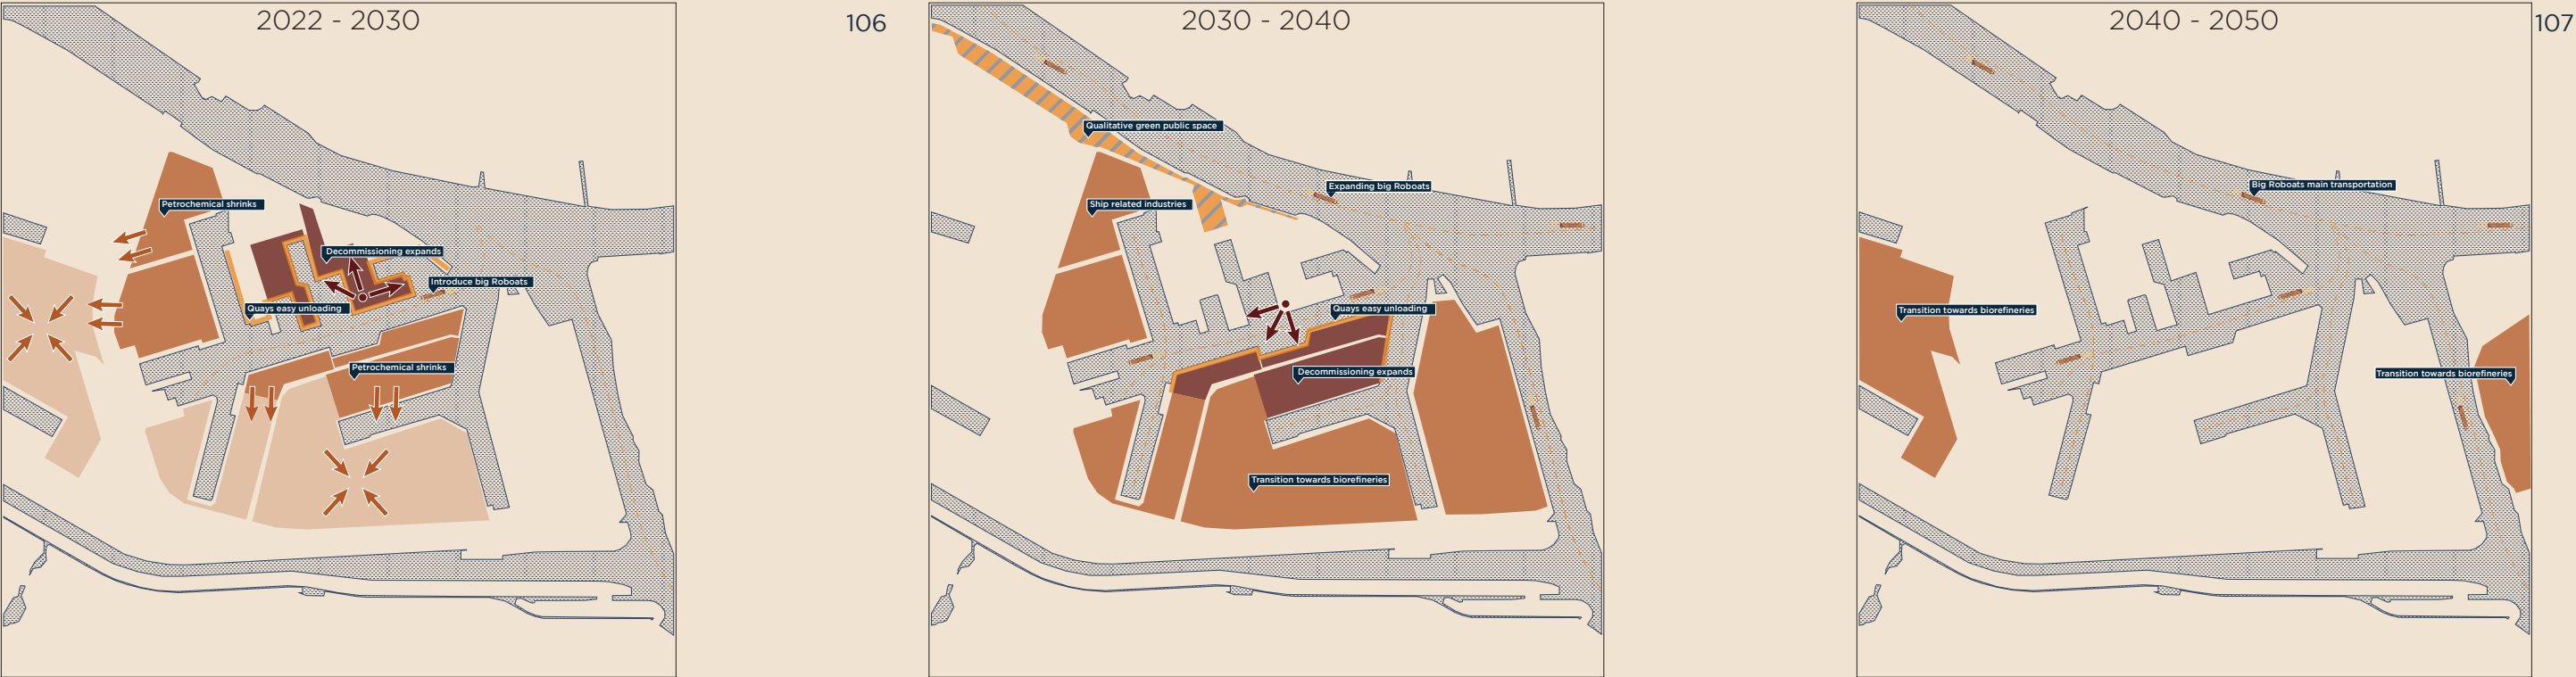 2022 - 2030
Petrochemical shrinks
Decommissioning expands
Introduce big Roboats
Quays easy unloading
Petrochemical shrinks
106
2030 - 2040
Qualitative green public space
Expanding big Roboats
Ship related industries
Quays easy unloading
Decommissioning expands
Transition towards biorefineries
2040 - 2050
Big Roboats main transportation
Transition towards biorefineries
Transition towards biorefineries
107